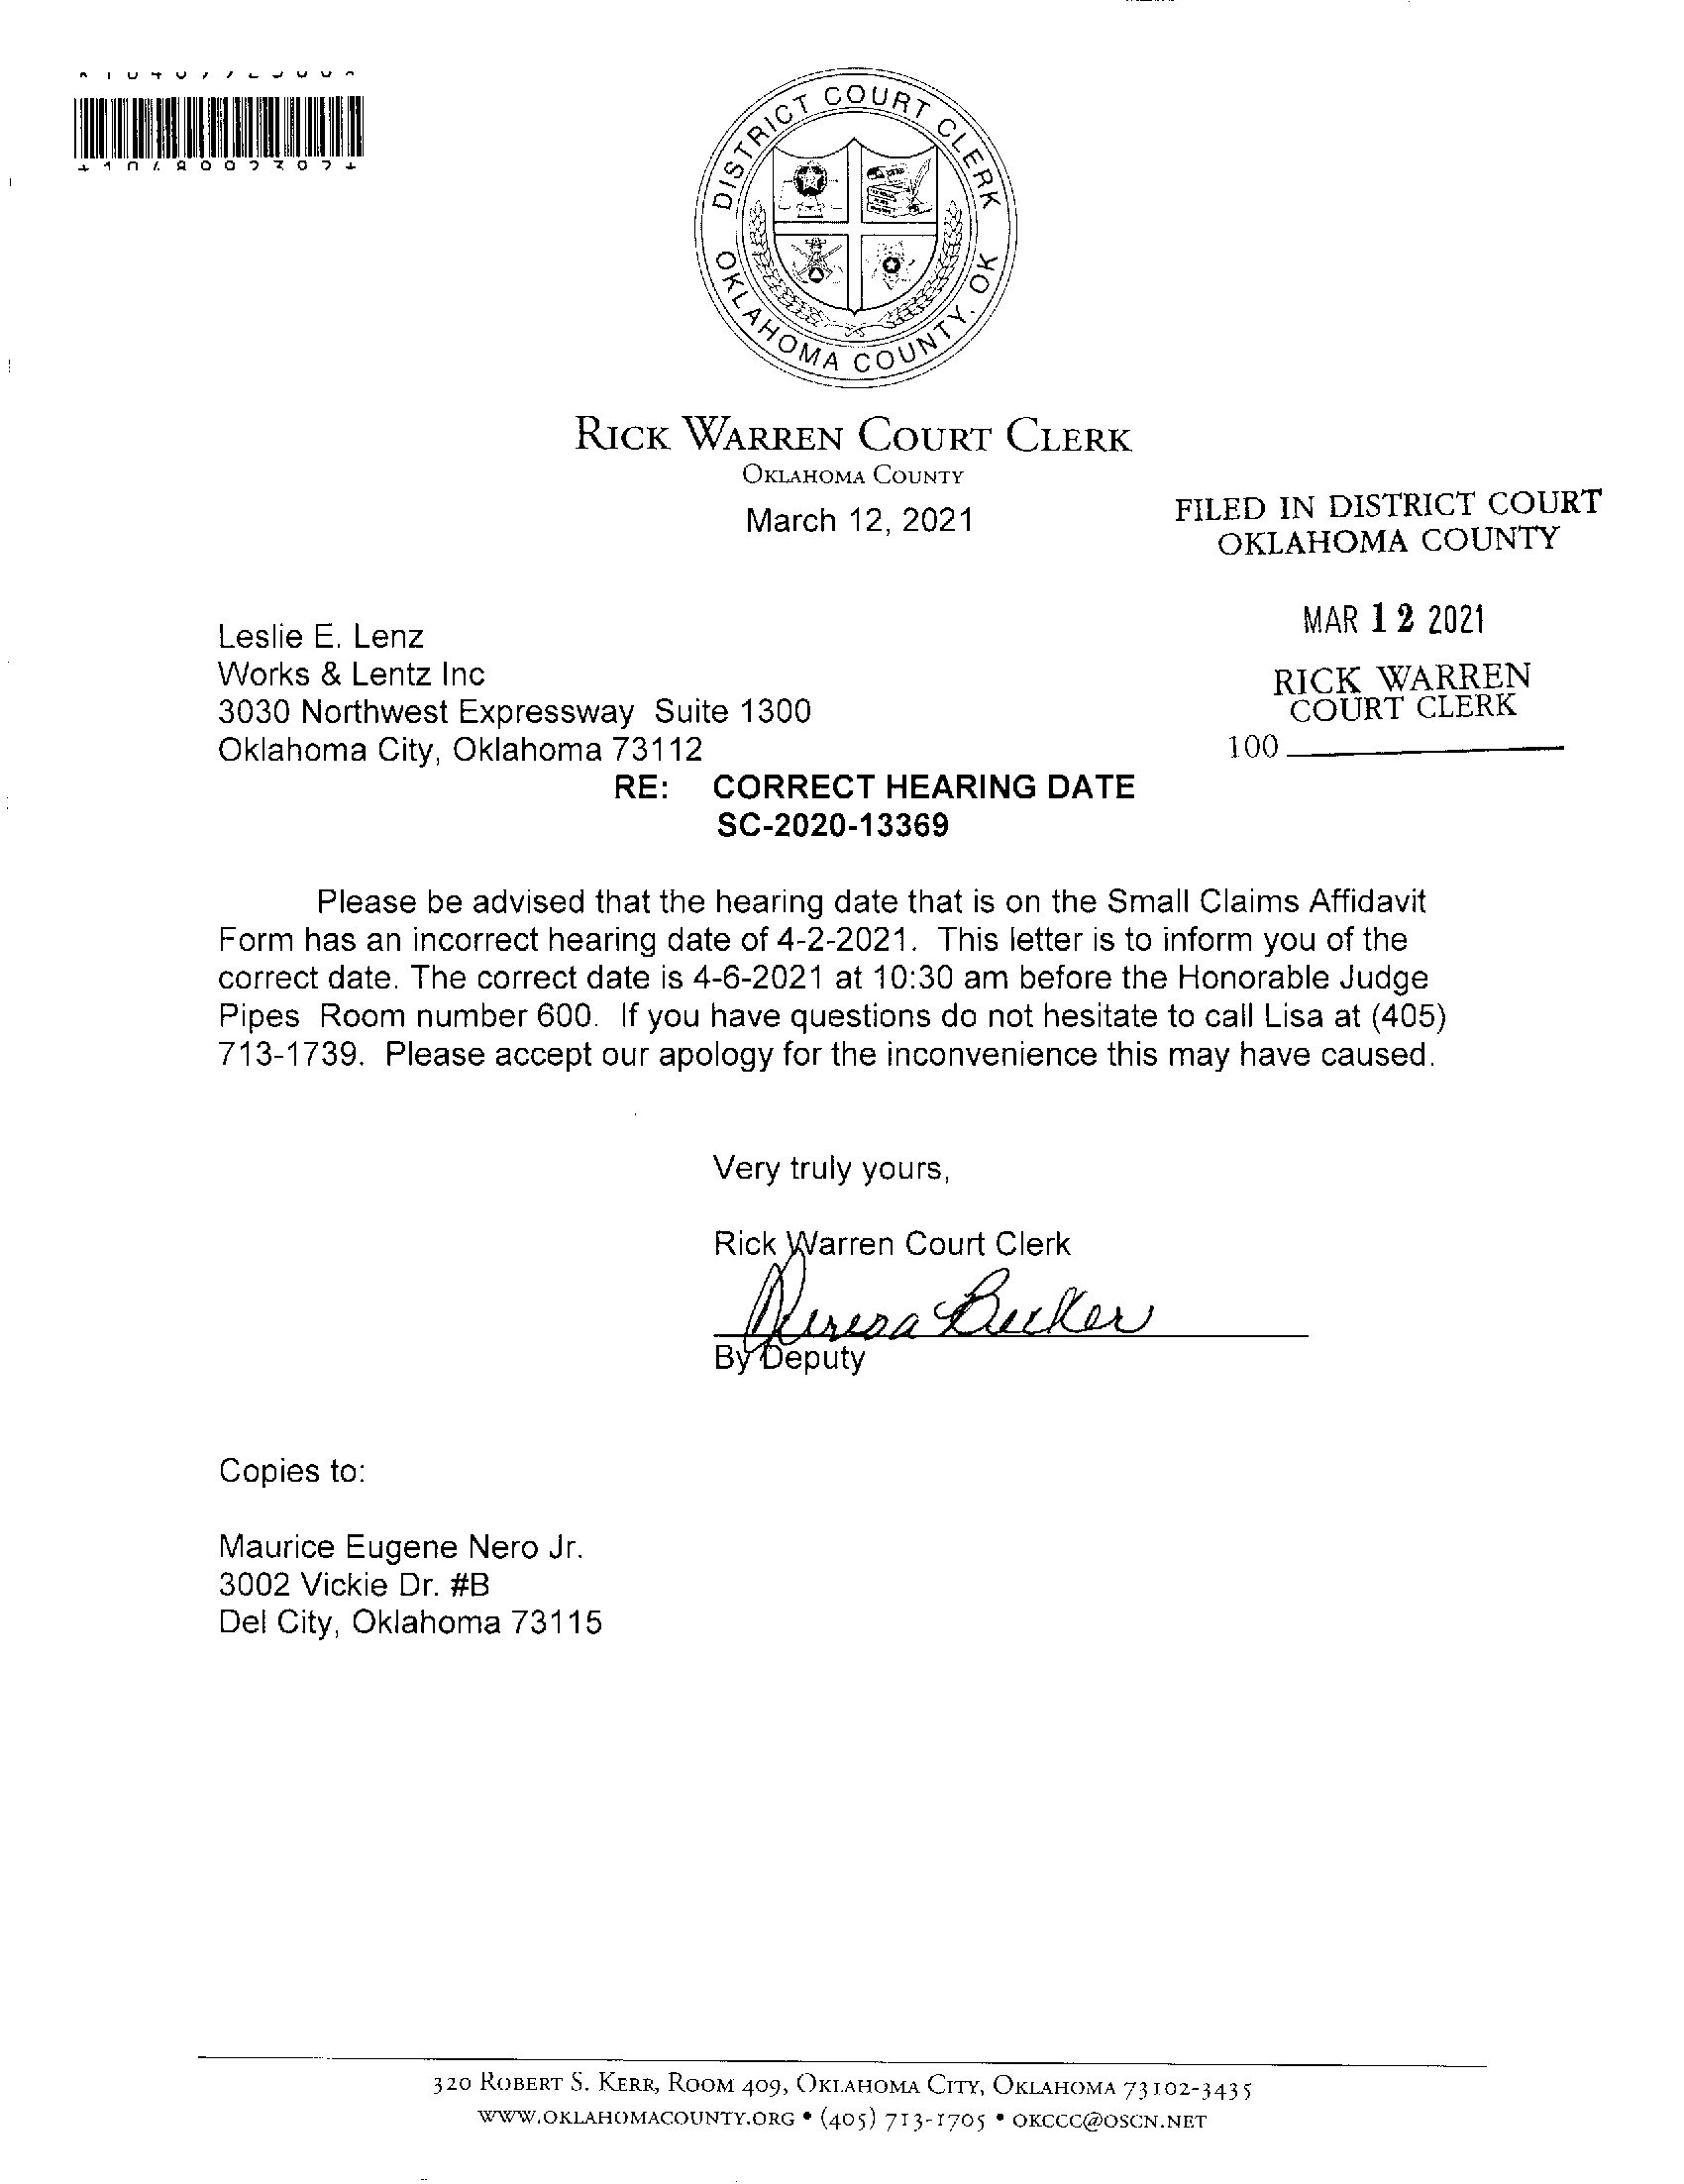 DISTRICT COURT CLERK
OKLAHOMA COUNTY, OK
RICK WARREN COURT CLERK
OKLAHOMA COUNTY
March 12, 2021
FILED IN DISTRICT COURT
OKLAHOMA COUNTY
MAR 12 2021
RICK WARREN
COURT CLERK
100
Leslie E. Lenz
Works & Lentz Inc
3030 Northwest Expressway Suite 1300
Oklahoma City, Oklahoma 73112
RE: CORRECT HEARING DATE
SC-2020-13369
Please be advised that the hearing date that is on the Small Claims Affidavit
Form has an incorrect hearing date of 4-2-2021. This letter is to inform you of the
correct date. The correct date is 4-6-2021 at 10:30 am before the Honorable Judge
Pipes Room number 600. If you have questions do not hesitate to call Lisa at (405)
713-1739. Please accept our apology for the inconvenience this may have caused.
Very truly yours,
Rick Warren Court Clerk
By Deputy
Copies to:
Maurice Eugene Nero Jr.
3002 Vickie Dr. #B
Del City, Oklahoma 73115
320 ROBERT S. KERR, ROOM 409, OKLAHOMA CITY, OKLAHOMA 73102-3435
WWW.OKLAHOMACOUNTY.ORG • (405) 713-1705 • OKCCC@OSCN.NET